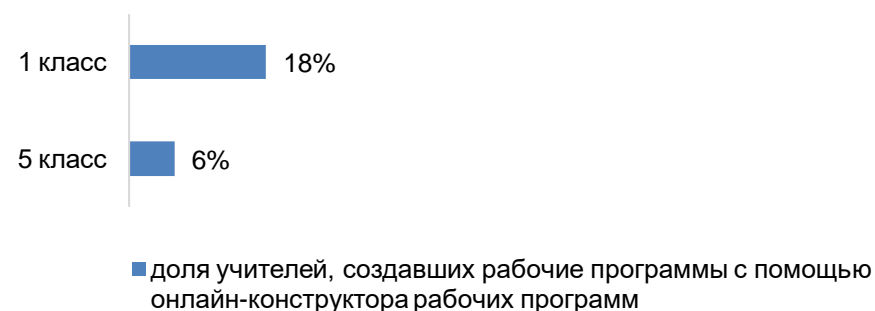 1 класс
18%
5 класс
6%
доля учителей, создавших рабочие программы с помощью
онлайн-конструктора рабочих программ